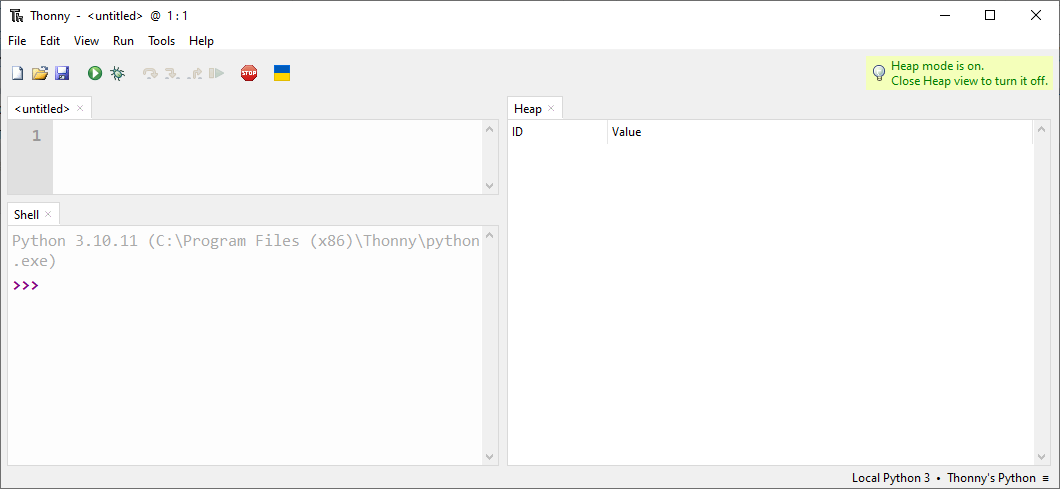 Thonny - <untitled> @ 1 : 1
File Edit View Run Tools Help
STOP
Heap mode is on.
Close Heap view to turn it off.
<untitled>
1
Shell
Python 3.10.11 (C:\Program Files (x86)\Thonny\python
.exe)
>>>
Heap
ID Value
Local Python 3 • Thonny's Python ≡